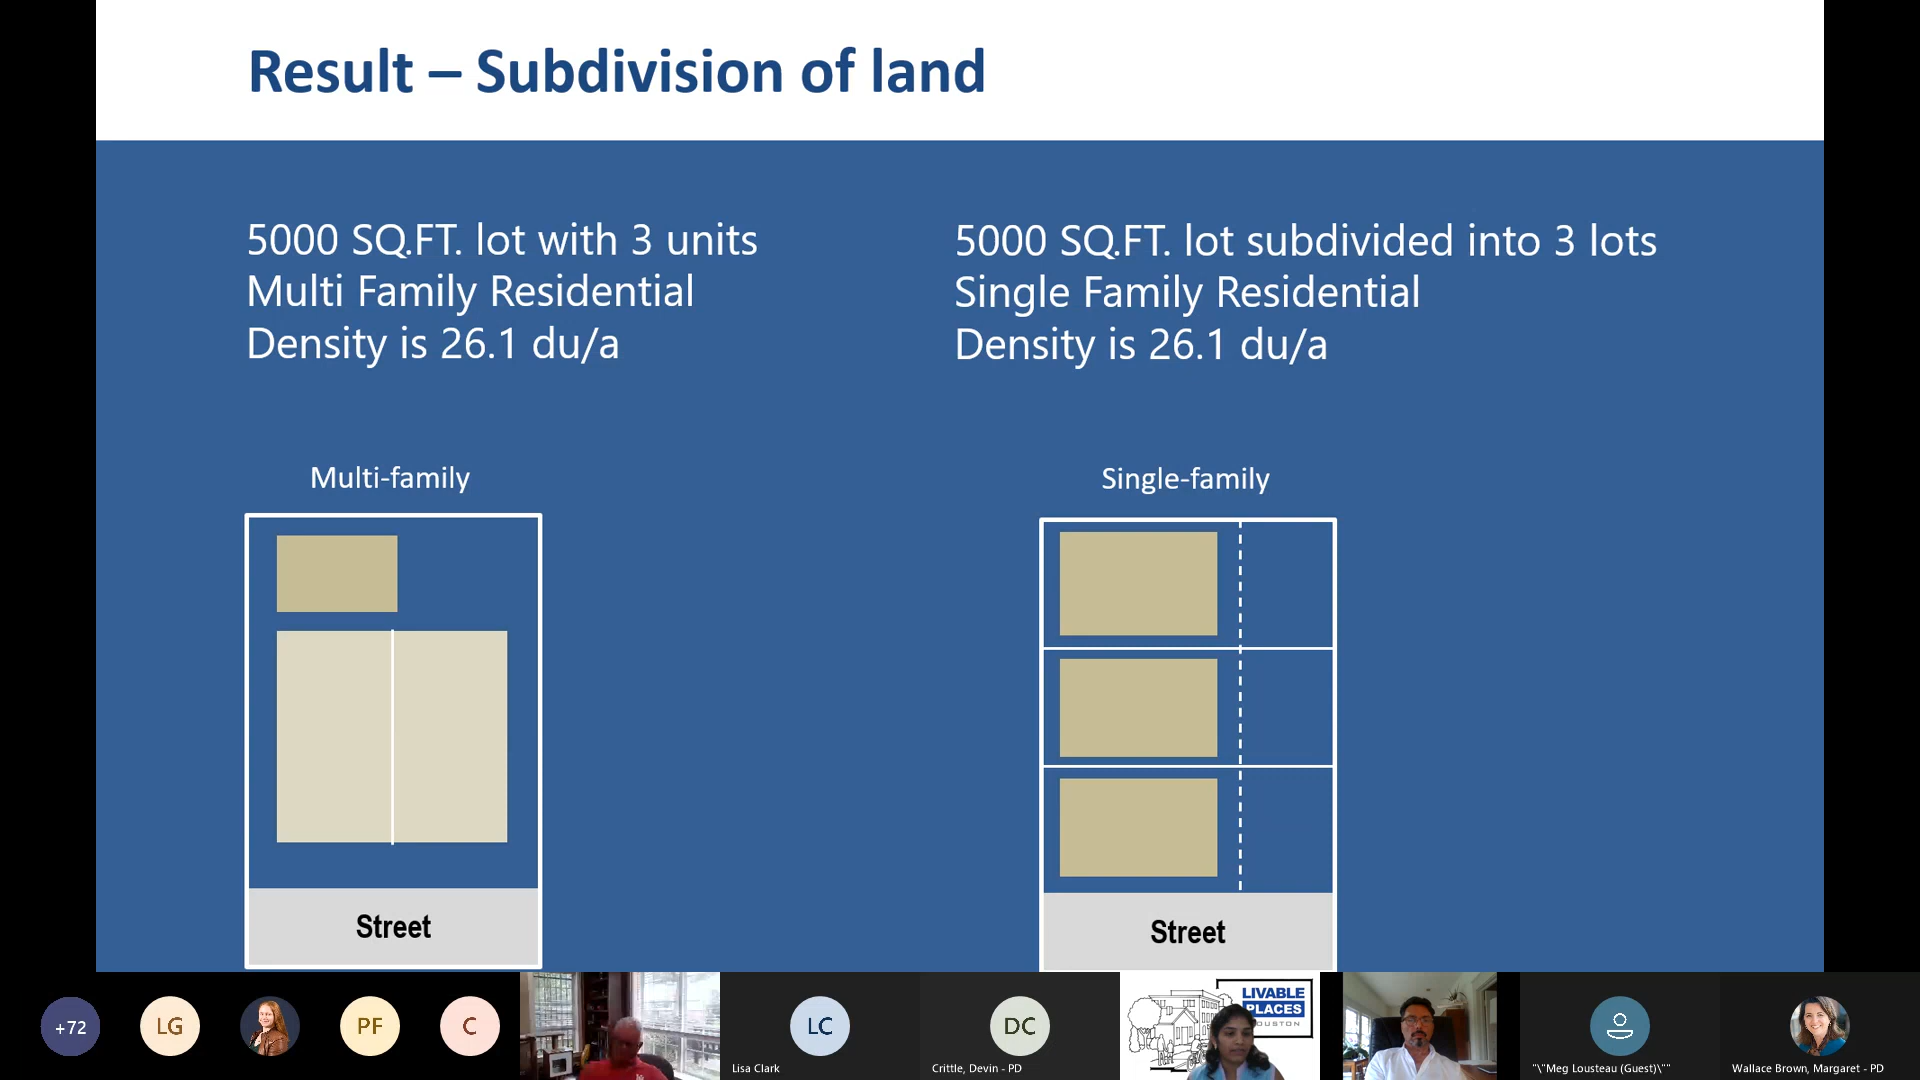 Result – Subdivision of land
5000 SQ.FT. lot with 3 units
Multi Family Residential
Density is 26.1 du/a
5000 SQ.FT. lot subdivided into 3 lots
Single Family Residential
Density is 26.1 du/a
Multi-family
Single-family
Street
Street
+72
LG
PF
C
LC
Lisa Clark
DC
Crittle, Devin - PD
LIVABLE
PLACES
HOUSTON
"\"Meg Lousteau (Guest)\""
Wallace Brown, Margaret - PD